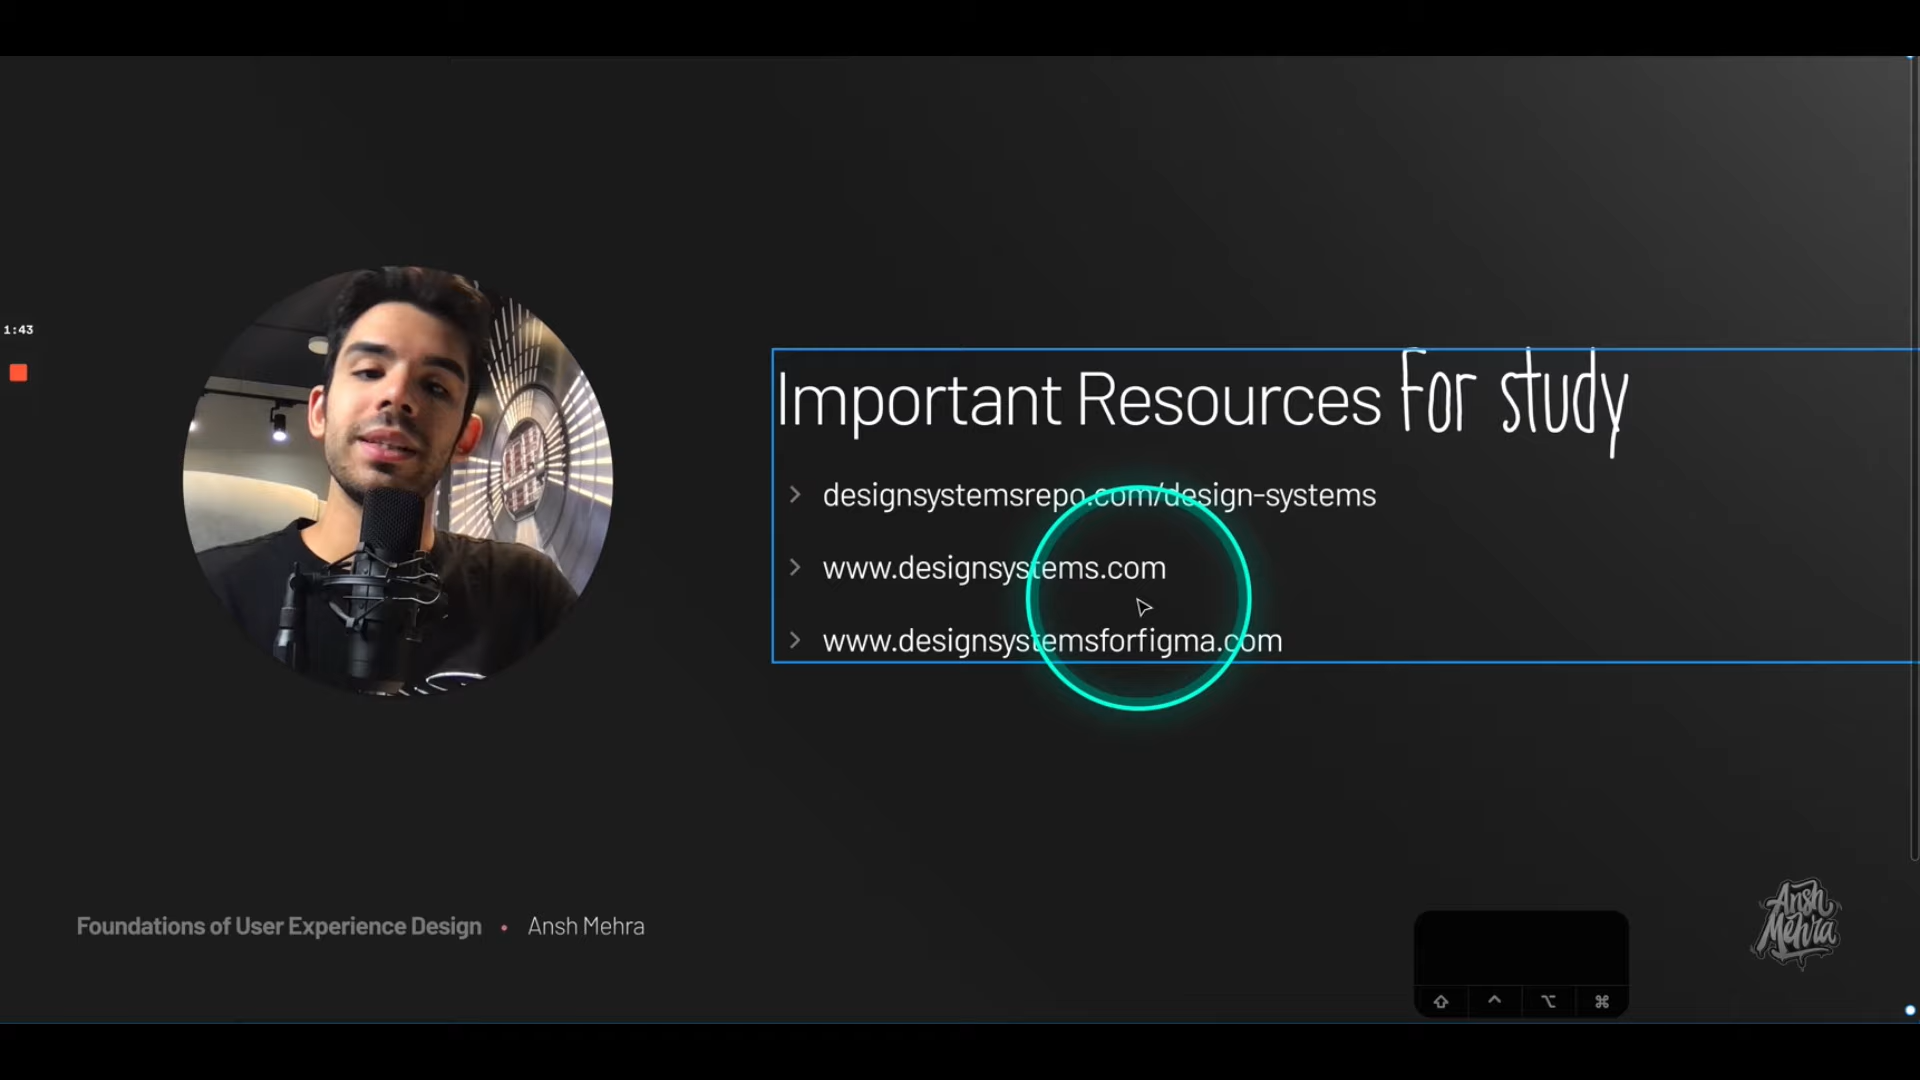 1:43
Important Resources For study
designsystemsrepo.com/design-systems
www.designsystems.com
www.designsystemsforfigma.com
Foundations of User Experience Design • Ansh Mehra
Ansh
Mehra